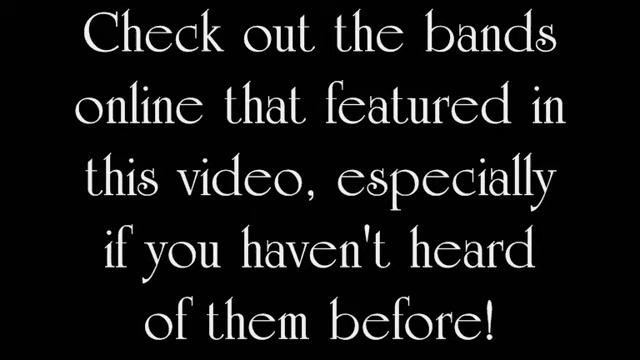 Check out the bands
online that featured in
this video, especially
if you haven't heard
of them before!